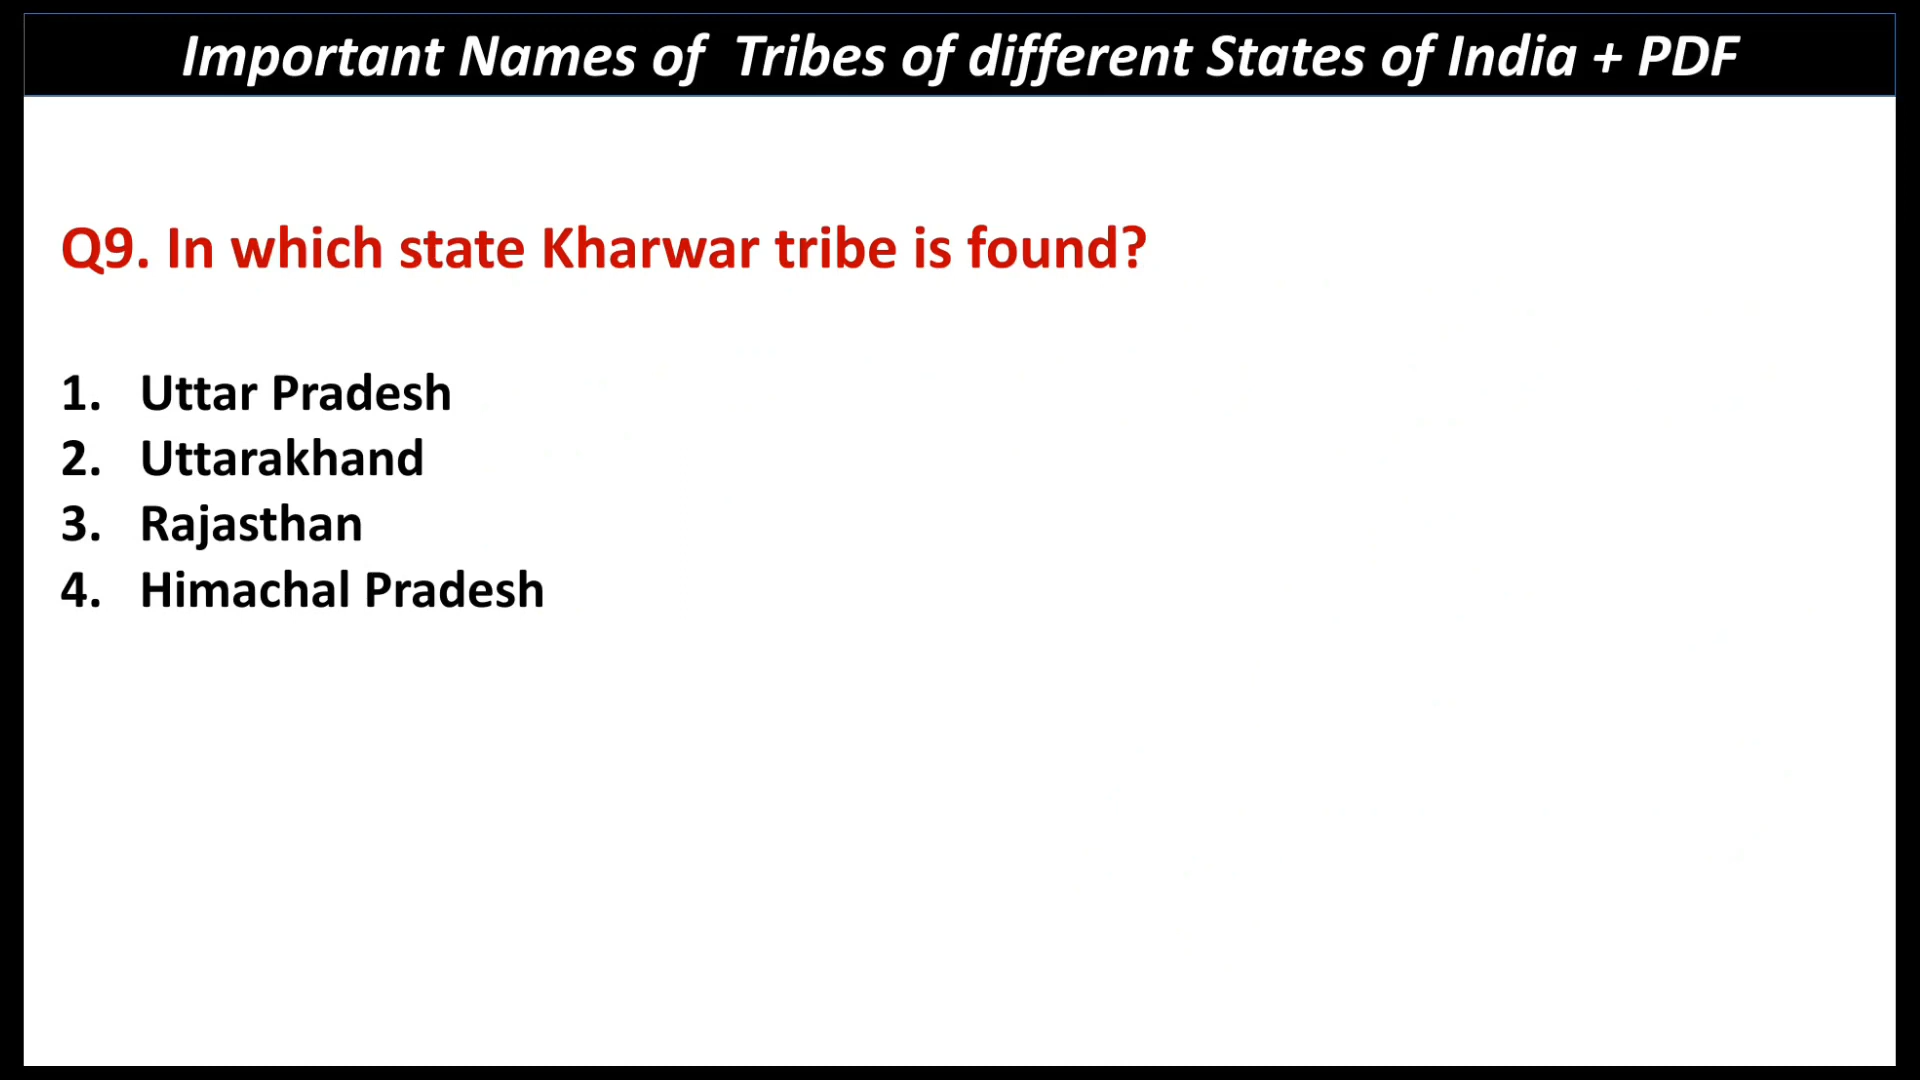 Important Names of Tribes of different States of India + PDF
Q9. In which state Kharwar tribe is found?
1. Uttar Pradesh
2. Uttarakhand
3. Rajasthan
4. Himachal Pradesh